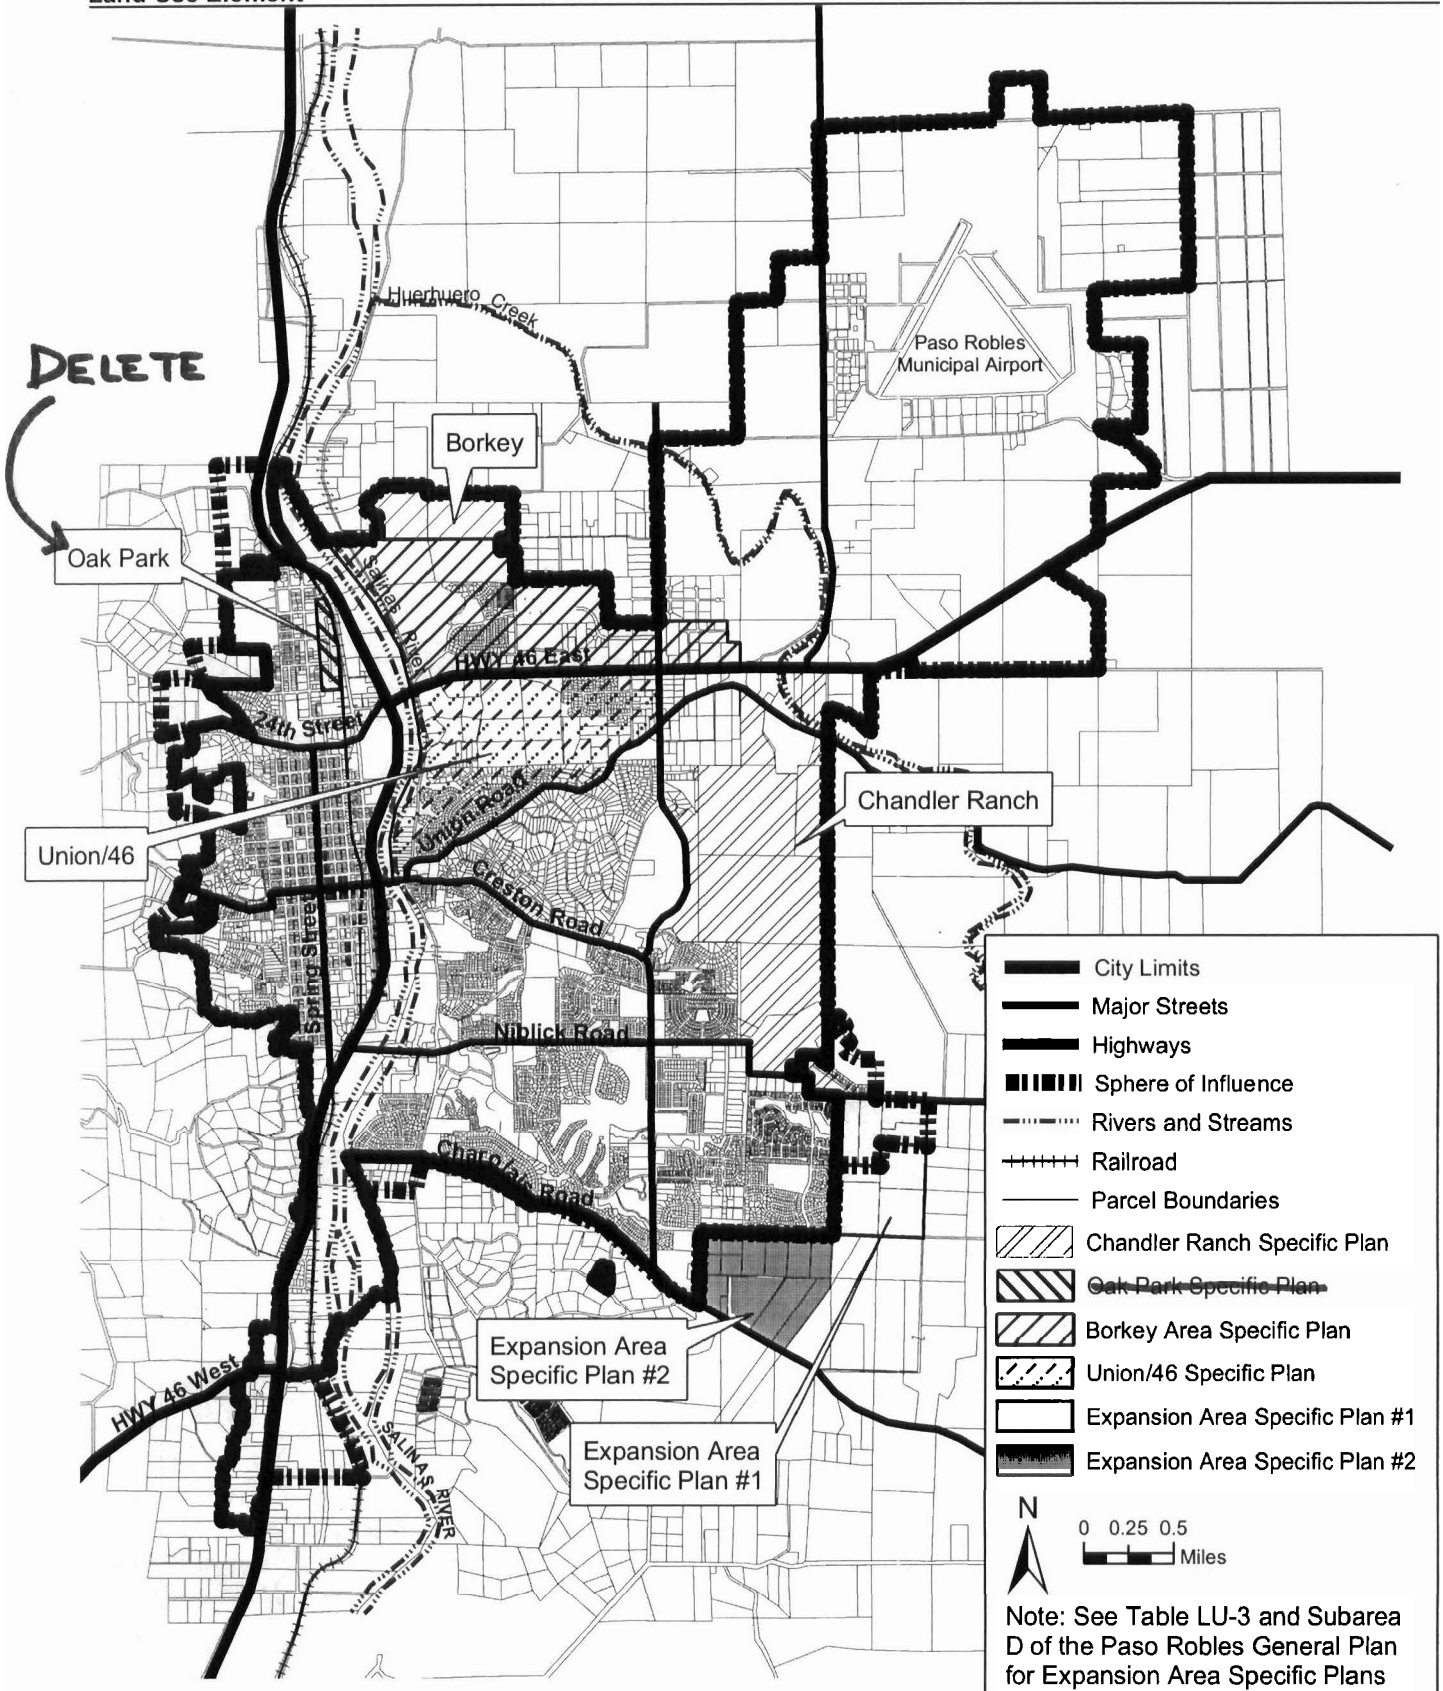 Land Use Element
Huerhuero Creek
DELETE
Paso Robles
Municipal Airport
Borkey
Oak Park
Salinas River
HWY 46 East
24th Street
Chandler Ranch
Union Road
Union/46
Creston Road
Spring Street
Niblick Road
Charolais Road
Expansion Area
Specific Plan #2
HWY 46 West
SALINAS RIVER
Expansion Area
Specific Plan #1
City Limits
Major Streets
Highways
Sphere of Influence
Rivers and Streams
Railroad
Parcel Boundaries
Chandler Ranch Specific Plan
Oak Park Specific Plan
Borkey Area Specific Plan
Union/46 Specific Plan
Expansion Area Specific Plan #1
Expansion Area Specific Plan #2
N
0 0.25 0.5
Miles
Note: See Table LU-3 and Subarea
D of the Paso Robles General Plan
for Expansion Area Specific Plans